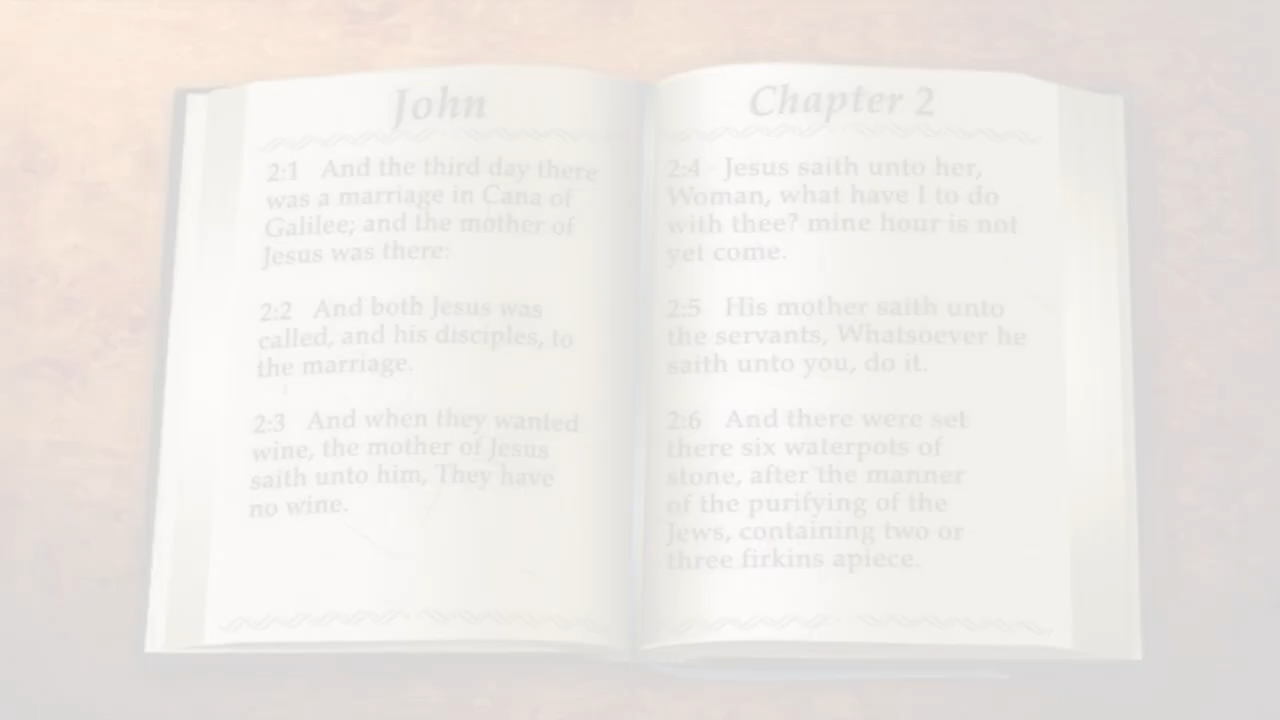 John
2:1 And the third day there
was a marriage in Cana of
Galilee; and the mother of
Jesus was there:
2:2 And both Jesus was
called, and his disciples, to
the marriage.
2:3 And when they wanted
wine, the mother of Jesus
saith unto him, They have
no wine.
Chapter 2
2:4 Jesus saith unto her,
Woman, what have I to do
with thee? mine hour is not
yet come.
2:5 His mother saith unto
the servants, Whatsoever he
saith unto you, do it.
2:6 And there were set
there six waterpots of
stone, after the manner
of the purifying of the
Jews, containing two or
three firkins apiece.